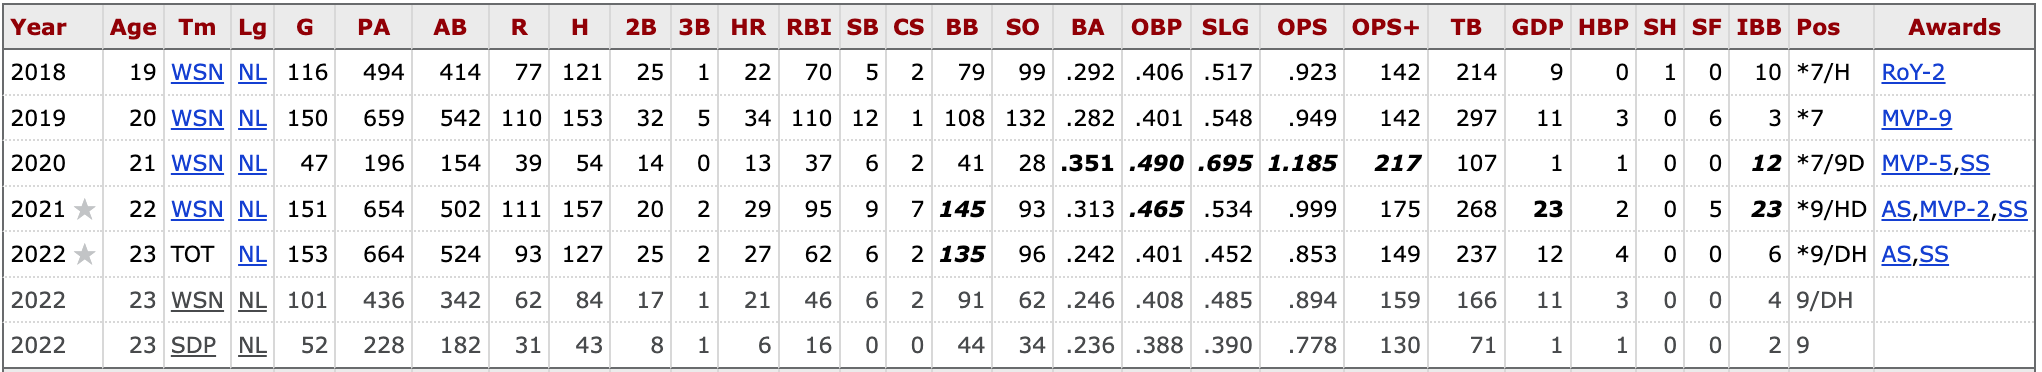 Year Age Tm Lg G PA AB R H 2B 3B HR RBI SB CS BB SO BA OBP SLG OPS OPS+ TB GDP HBP SH SF IBB Pos Awards
2018 19 WSN NL 116 494 414 77 121 25 1 22 70 5 2 79 99 .292 .406 .517 .923 142 214 9 0 1 0 10 *7/H RoY-2
2019 20 WSN NL 150 659 542 110 153 32 5 34 110 12 1 108 132 .282 .401 .548 .949 142 297 11 3 0 6 3 *7 MVP-9
2020 21 WSN NL 47 196 154 39 54 14 0 13 37 6 2 41 28 .351 .490 .695 1.185 217 107 1 1 0 0 12 *7/9D MVP-5,SS
2021 ★ 22 WSN NL 151 654 502 111 157 20 2 29 95 9 7 145 93 .313 .465 .534 .999 175 268 23 2 0 5 23 *9/HD AS,MVP-2,SS
2022 ★ 23 TOT NL 153 664 524 93 127 25 2 27 62 6 2 135 96 .242 .401 .452 .853 149 237 12 4 0 0 6 *9/DH AS,SS
2022 23 WSN NL 101 436 342 62 84 17 1 21 46 6 2 91 62 .246 .408 .485 .894 159 166 11 3 0 0 4 9/DH
2022 23 SDP NL 52 228 182 31 43 8 1 6 16 0 0 44 34 .236 .388 .390 .778 130 71 1 1 0 0 2 9